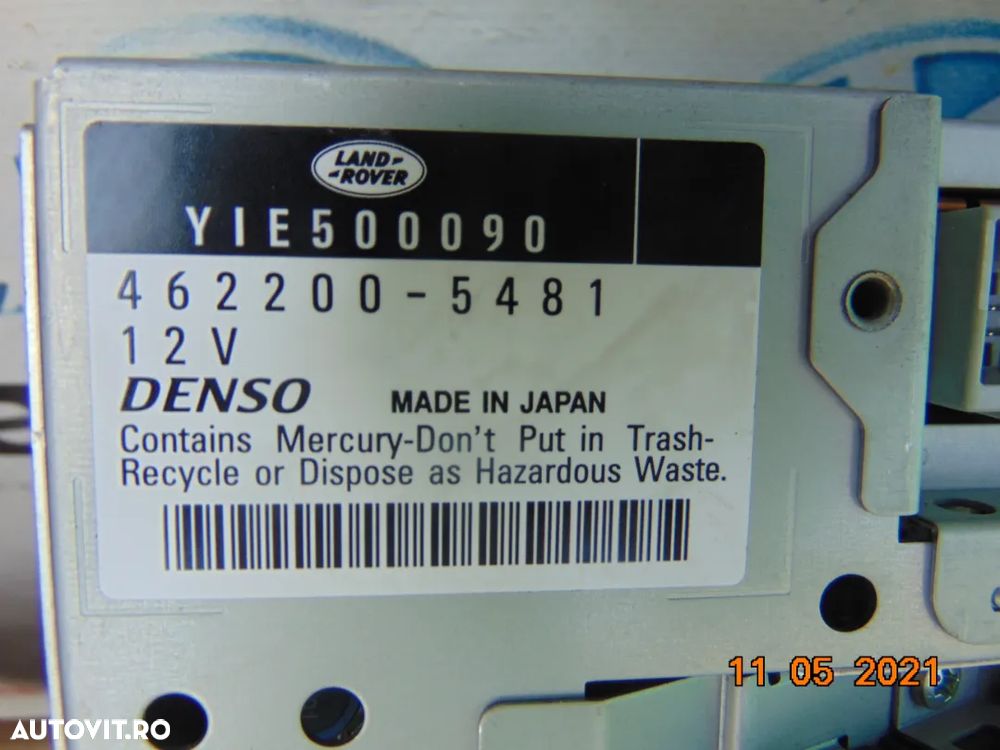 LAND-
-ROVER
YIE500090
462200-5481
12V
DENSO MADE IN JAPAN
Contains Mercury-Don't Put in Trash-
Recycle or Dispose as Hazardous Waste.
11 05 2021
AUTOVIT.RO